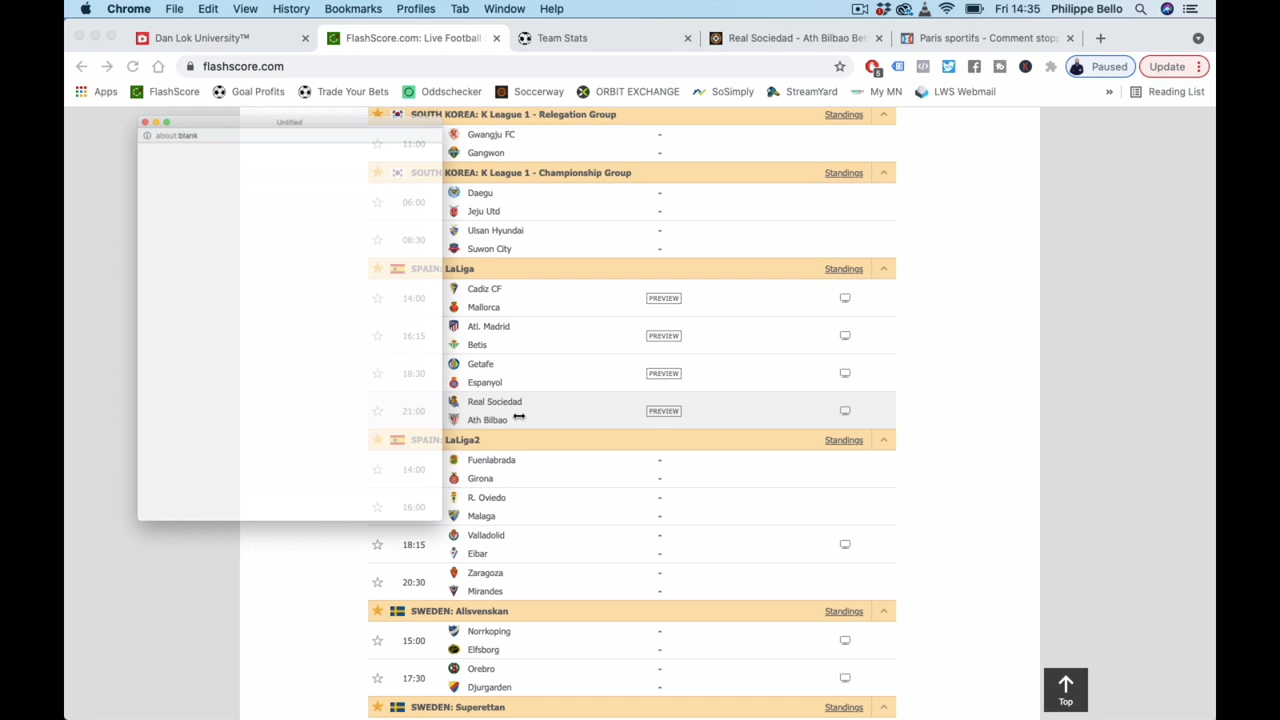 Chrome File Edit View History Bookmarks Profiles Tab Window Help Fri 14:35 Philippe Bello
Dan Lok University™ FlashScore.com: Live Football Team Stats Real Sociedad - Ath Bilbao Be Paris sportifs - Comment stop
flashscore.com 5 Paused Update
Apps FlashScore Goal Profits Trade Your Bets Oddschecker Soccerway ORBIT EXCHANGE SoSimply StreamYard My MN LWS Webmail » Reading List
SOUTH KOREA: K League 1 - Relegation Group Standings
Untitled
about:blank
11:00 Gwangju FC -
Gangwon -
SOUTH KOREA: K League 1 - Championship Group Standings
06:00 Daegu -
Jeju Utd -
08:30 Ulsan Hyundai -
Suwon City -
SPAIN: LaLiga Standings
14:00 Cadiz CF PREVIEW
Mallorca
16:15 Atl. Madrid PREVIEW
Betis
18:30 Getafe PREVIEW
Espanyol
21:00 Real Sociedad PREVIEW
Ath Bilbao
SPAIN: LaLiga2 Standings
14:00 Fuenlabrada -
Girona -
16:00 R. Oviedo -
Malaga -
18:15 Valladolid -
Eibar -
20:30 Zaragoza -
Mirandes -
SWEDEN: Allsvenskan Standings
15:00 Norrkoping -
Elfsborg -
17:30 Orebro -
Djurgarden -
Top
SWEDEN: Superettan Standings